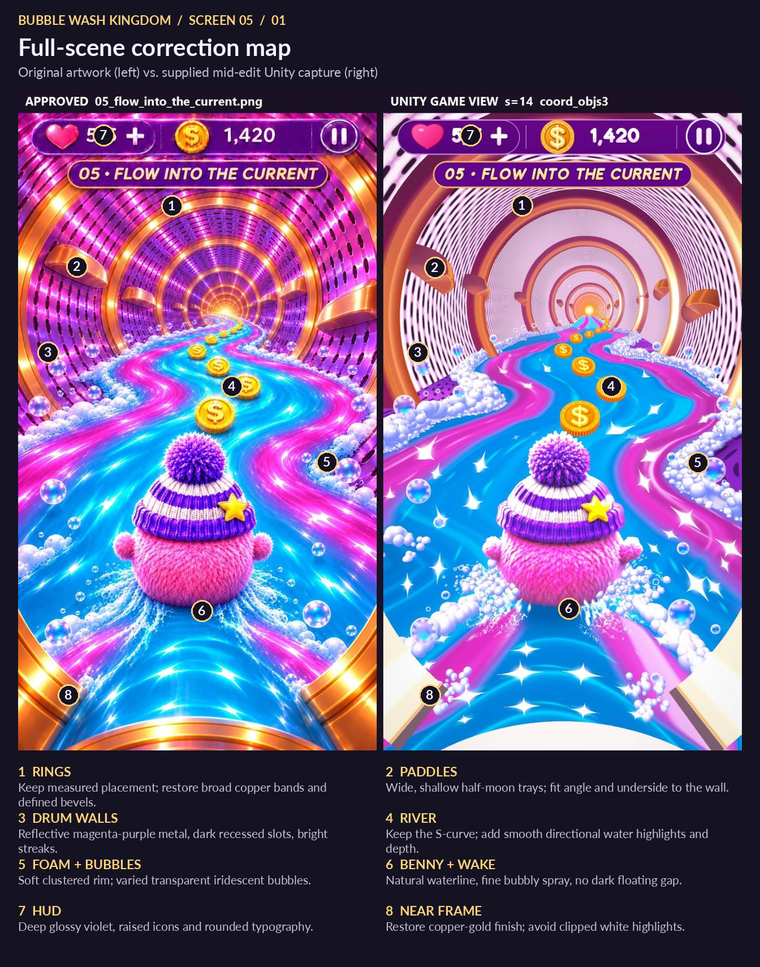 BUBBLE WASH KINGDOM / SCREEN 05 / 01
Full-scene correction map
Original artwork (left) vs. supplied mid-edit Unity capture (right)
APPROVED 05_flow_into_the_current.png
UNITY GAME VIEW s=14 coord_objs3
5 7 + $ 1,420
5 7 + $ 1,420
05 • FLOW INTO THE CURRENT
05 • FLOW INTO THE CURRENT
1
1
2
2
3
3
4
4
5
5
6
6
8
8
1 RINGS
Keep measured placement; restore broad copper bands and
defined bevels.
2 PADDLES
Wide, shallow half-moon trays; fit angle and underside to the wall.
3 DRUM WALLS
Reflective magenta-purple metal, dark recessed slots, bright
streaks.
4 RIVER
Keep the S-curve; add smooth directional water highlights and
depth.
5 FOAM + BUBBLES
Soft clustered rim; varied transparent iridescent bubbles.
6 BENNY + WAKE
Natural waterline, fine bubbly spray, no dark floating gap.
7 HUD
Deep glossy violet, raised icons and rounded typography.
8 NEAR FRAME
Restore copper-gold finish; avoid clipped white highlights.